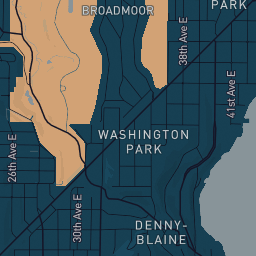 BROADMOOR
PARK
38th Ave E
41st Ave E
WASHINGTON
PARK
26th Ave E
30th Ave E
DENNY-
BLAINE